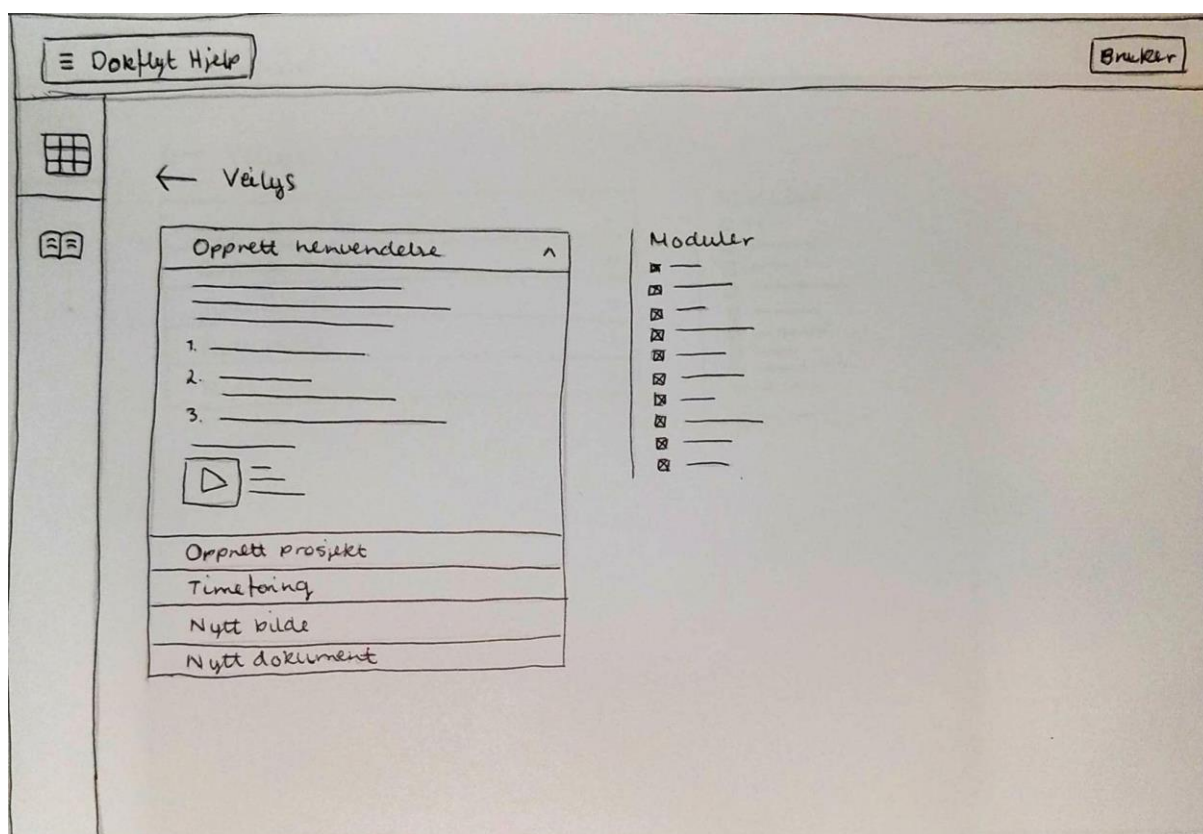 ≡ Dokflyt Hjelp
Bruker
← Veilys
Opprett henvendelse ^
1.
2.
3.
Opprett prosjekt
Timeføring
Nytt bilde
Nytt dokument
Moduler